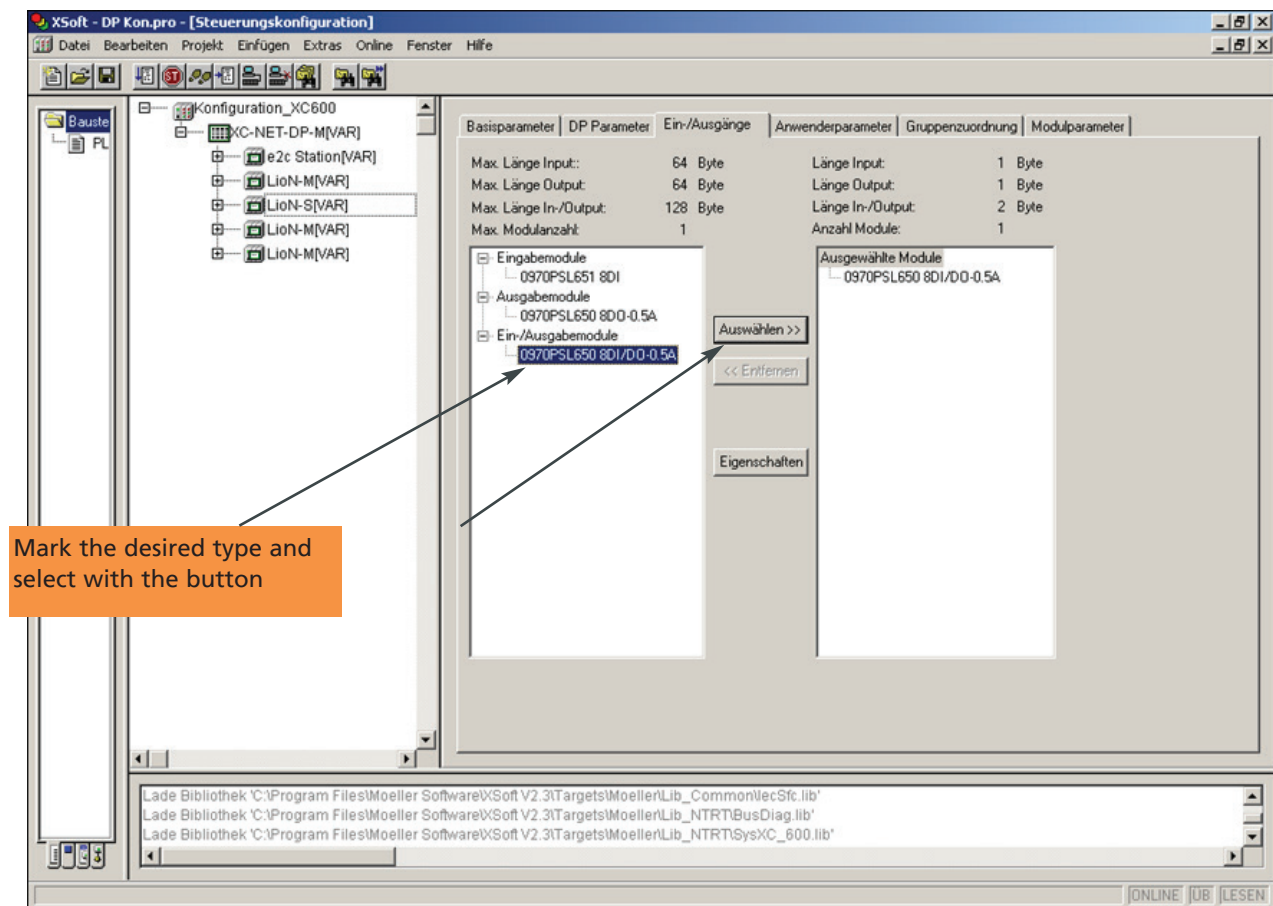 XSoft - DP Kon.pro - [Steuerungskonfiguration]
Datei Bearbeiten Projekt Einfügen Extras Online Fenster Hilfe
Bauste
PL
Konfiguration_XC600
XC-NET-DP-M[VAR]
e2c Station[VAR]
LioN-M[VAR]
LioN-S[VAR]
LioN-M[VAR]
LioN-M[VAR]
Basisparameter DP Parameter Ein-/Ausgänge Anwenderparameter Gruppenzuordnung Modulparameter
Max. Länge Input:: 64 Byte Länge Input: 1 Byte
Max. Länge Output: 64 Byte Länge Output: 1 Byte
Max. Länge In-/Output: 128 Byte Länge In-/Output: 2 Byte
Max. Modulanzahl: 1 Anzahl Module: 1
Eingabemodule
0970PSL651 8DI
Ausgabemodule
0970PSL650 8DO-0.5A
Ein-/Ausgabemodule
0970PSL650 8DI/DO-0.5A
Auswählen >>
<< Entfernen
Eigenschaften
Ausgewählte Module
0970PSL650 8DI/DO-0.5A
Mark the desired type and
select with the button
Lade Bibliothek 'C:\Program Files\Moeller Software\XSoft V2.3\Targets\Moeller\Lib_Common\IecSfc.lib'
Lade Bibliothek 'C:\Program Files\Moeller Software\XSoft V2.3\Targets\Moeller\Lib_NTRT\BusDiag.lib'
Lade Bibliothek 'C:\Program Files\Moeller Software\XSoft V2.3\Targets\Moeller\Lib_NTRT\SysXC_600.lib'
ONLINE ÜB LESEN